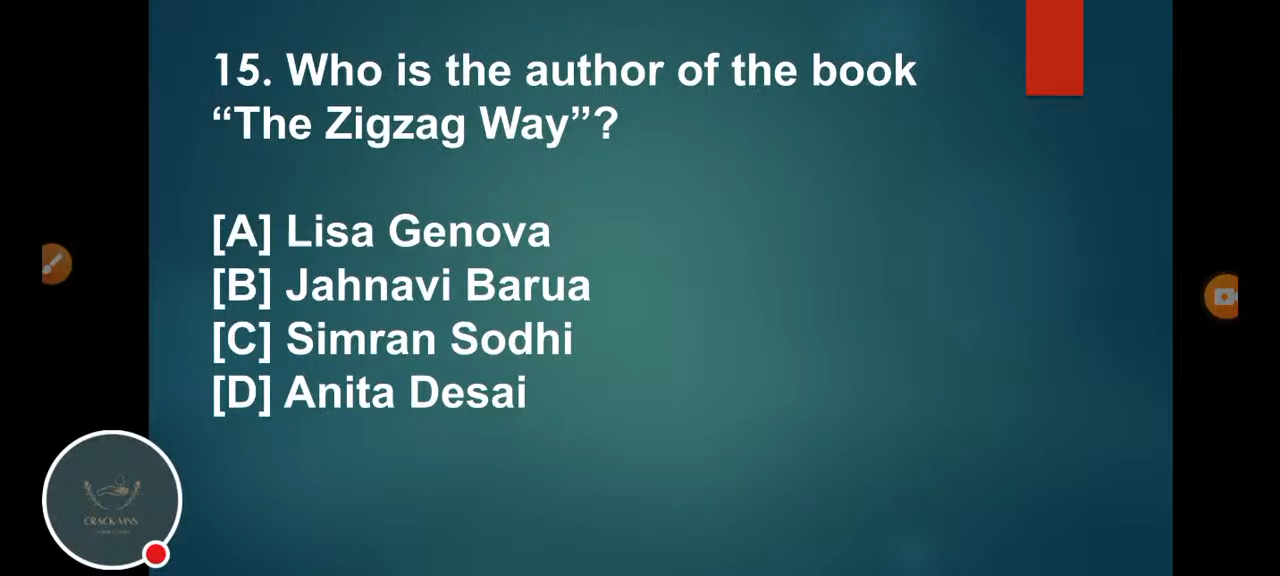 15. Who is the author of the book
“The Zigzag Way”?
[A] Lisa Genova
[B] Jahnavi Barua
[C] Simran Sodhi
[D] Anita Desai
CRACK MNS